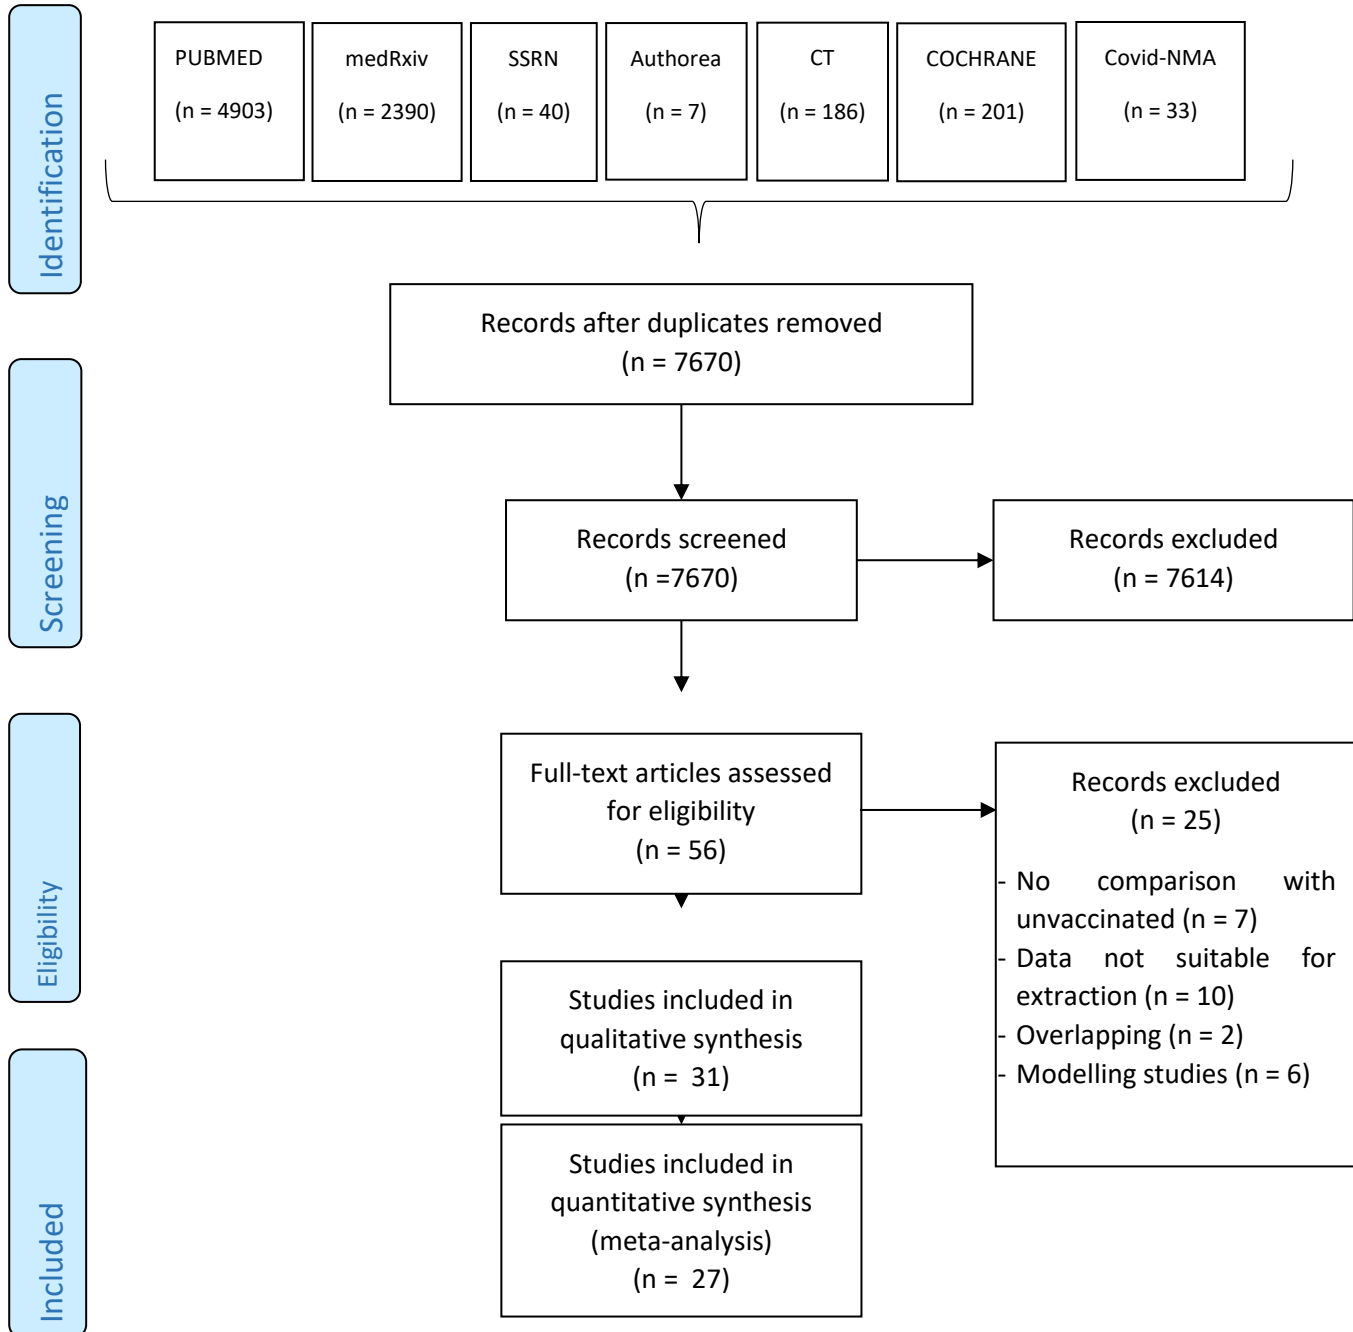 Identification
PUBMED
(n = 4903)
medRxiv
(n = 2390)
SSRN
(n = 40)
Authorea
(n = 7)
CT
(n = 186)
COCHRANE
(n = 201)
Covid-NMA
(n = 33)
Records after duplicates removed
(n = 7670)
Screening
Records screened
(n =7670)
Records excluded
(n = 7614)
Eligibility
Full-text articles assessed
for eligibility
(n = 56)
Records excluded
(n = 25)
- No comparison with
unvaccinated (n = 7)
- Data not suitable for
extraction (n = 10)
- Overlapping (n = 2)
- Modelling studies (n = 6)
Studies included in
qualitative synthesis
(n = 31)
Included
Studies included in
quantitative synthesis
(meta-analysis)
(n = 27)